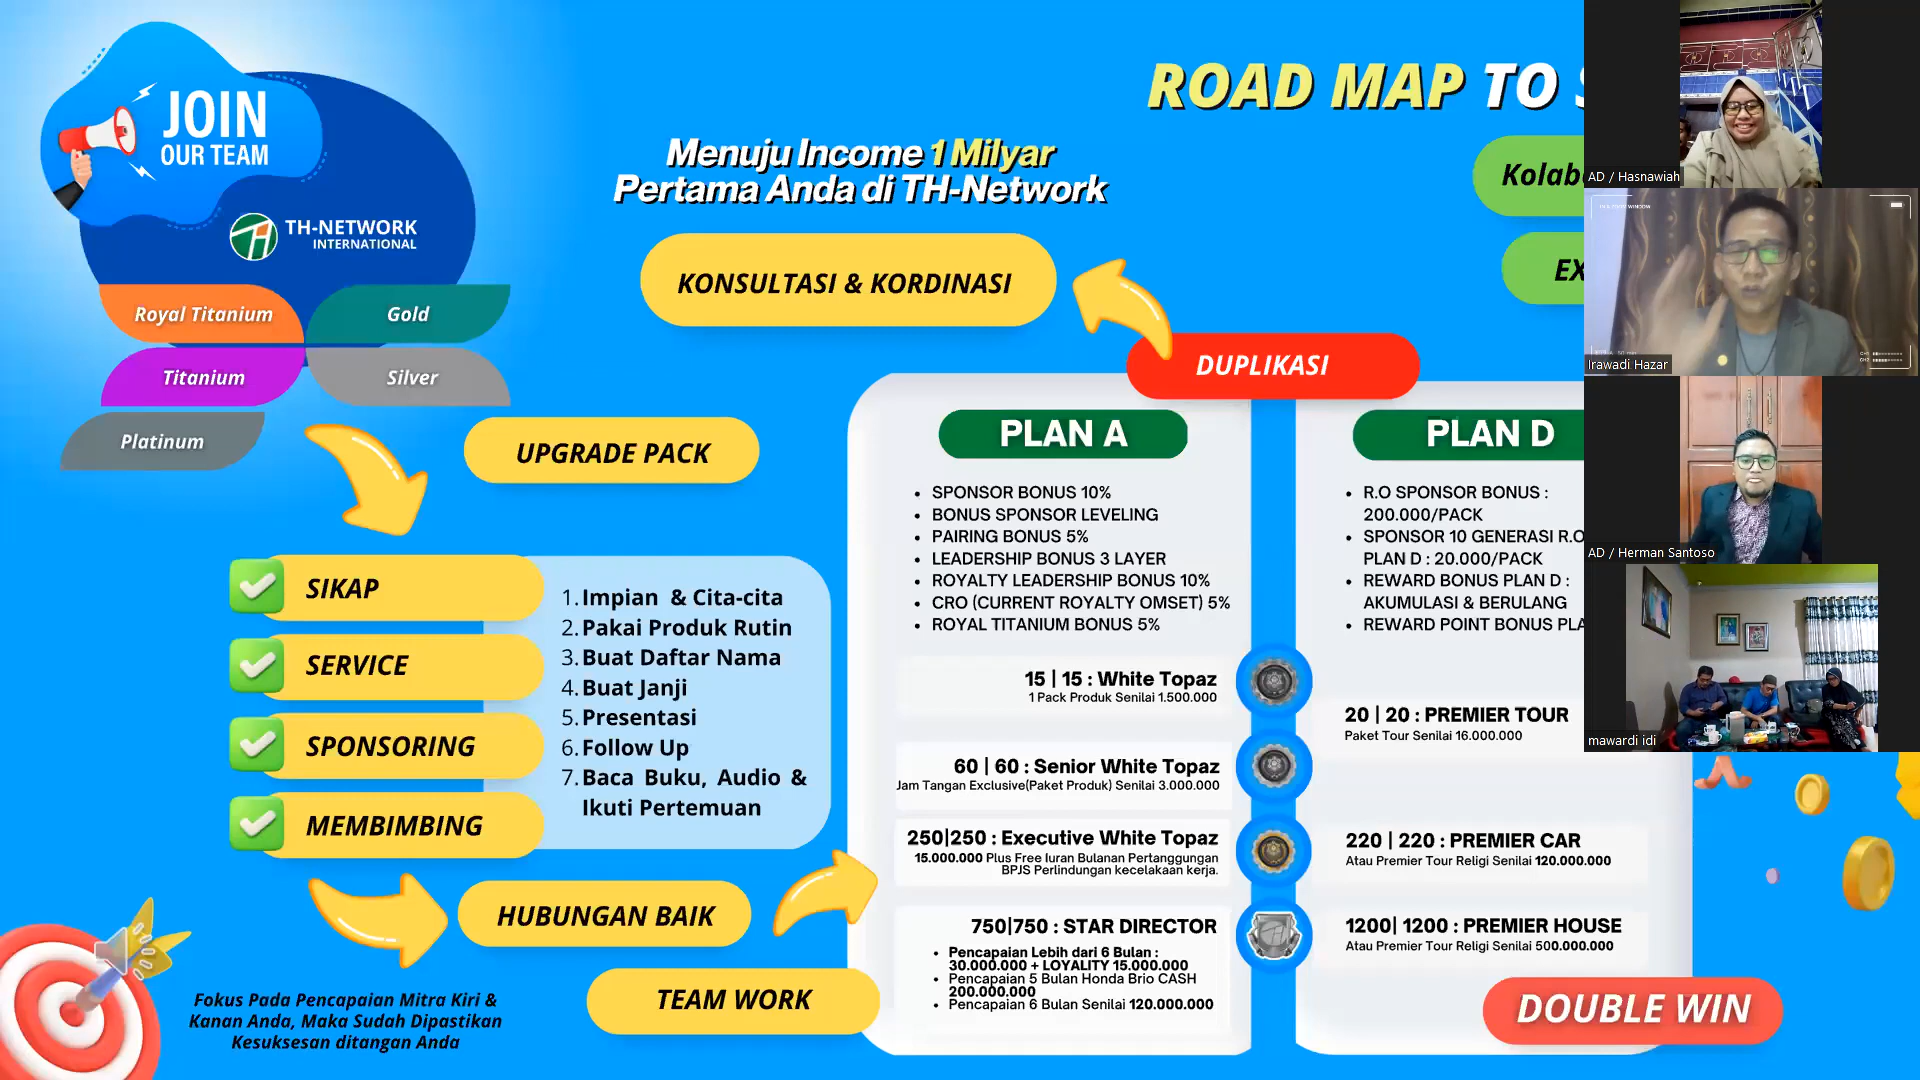 JOIN
OUR TEAM
TH-NETWORK
INTERNATIONAL
Royal Titanium
Gold
Titanium
Silver
Platinum
ROAD MAP TO
Menuju Income 1 Milyar
Pertama Anda di TH-Network
KONSULTASI & KORDINASI
DUPLIKASI
UPGRADE PACK
SIKAP
SERVICE
SPONSORING
MEMBIMBING
1. Impian & Cita-cita
2. Pakai Produk Rutin
3. Buat Daftar Nama
4. Buat Janji
5. Presentasi
6. Follow Up
7. Baca Buku, Audio &
Ikuti Pertemuan
HUBUNGAN BAIK
TEAM WORK
Fokus Pada Pencapaian Mitra Kiri &
Kanan Anda, Maka Sudah Dipastikan
Kesuksesan ditangan Anda
PLAN A
• SPONSOR BONUS 10%
• BONUS SPONSOR LEVELING
• PAIRING BONUS 5%
• LEADERSHIP BONUS 3 LAYER
• ROYALTY LEADERSHIP BONUS 10%
• CRO (CURRENT ROYALTY OMSET) 5%
• ROYAL TITANIUM BONUS 5%
15 | 15 : White Topaz
1 Pack Produk Senilai 1.500.000
60 | 60 : Senior White Topaz
Jam Tangan Exclusive(Paket Produk) Senilai 3.000.000
250|250 : Executive White Topaz
15.000.000 Plus Free Iuran Bulanan Pertanggungan
BPJS Perlindungan kecelakaan kerja.
750|750 : STAR DIRECTOR
• Pencapaian Lebih dari 6 Bulan :
30.000.000 + LOYALITY 15.000.000
• Pencapaian 5 Bulan Honda Brio CASH
200.000.000
• Pencapaian 6 Bulan Senilai 120.000.000
PLAN D
• R.O SPONSOR BONUS :
200.000/PACK
• SPONSOR 10 GENERASI R.O
PLAN D : 20.000/PACK
• REWARD BONUS PLAN D :
AKUMULASI & BERULANG
• REWARD POINT BONUS PLA
20 | 20 : PREMIER TOUR
Paket Tour Senilai 16.000.000
220 | 220 : PREMIER CAR
Atau Premier Tour Religi Senilai 120.000.000
1200| 1200 : PREMIER HOUSE
Atau Premier Tour Religi Senilai 500.000.000
DOUBLE WIN
Kolab
EX
AD / Hasnawiah
Irawadi Hazar
AD / Herman Santoso
mawardi idi